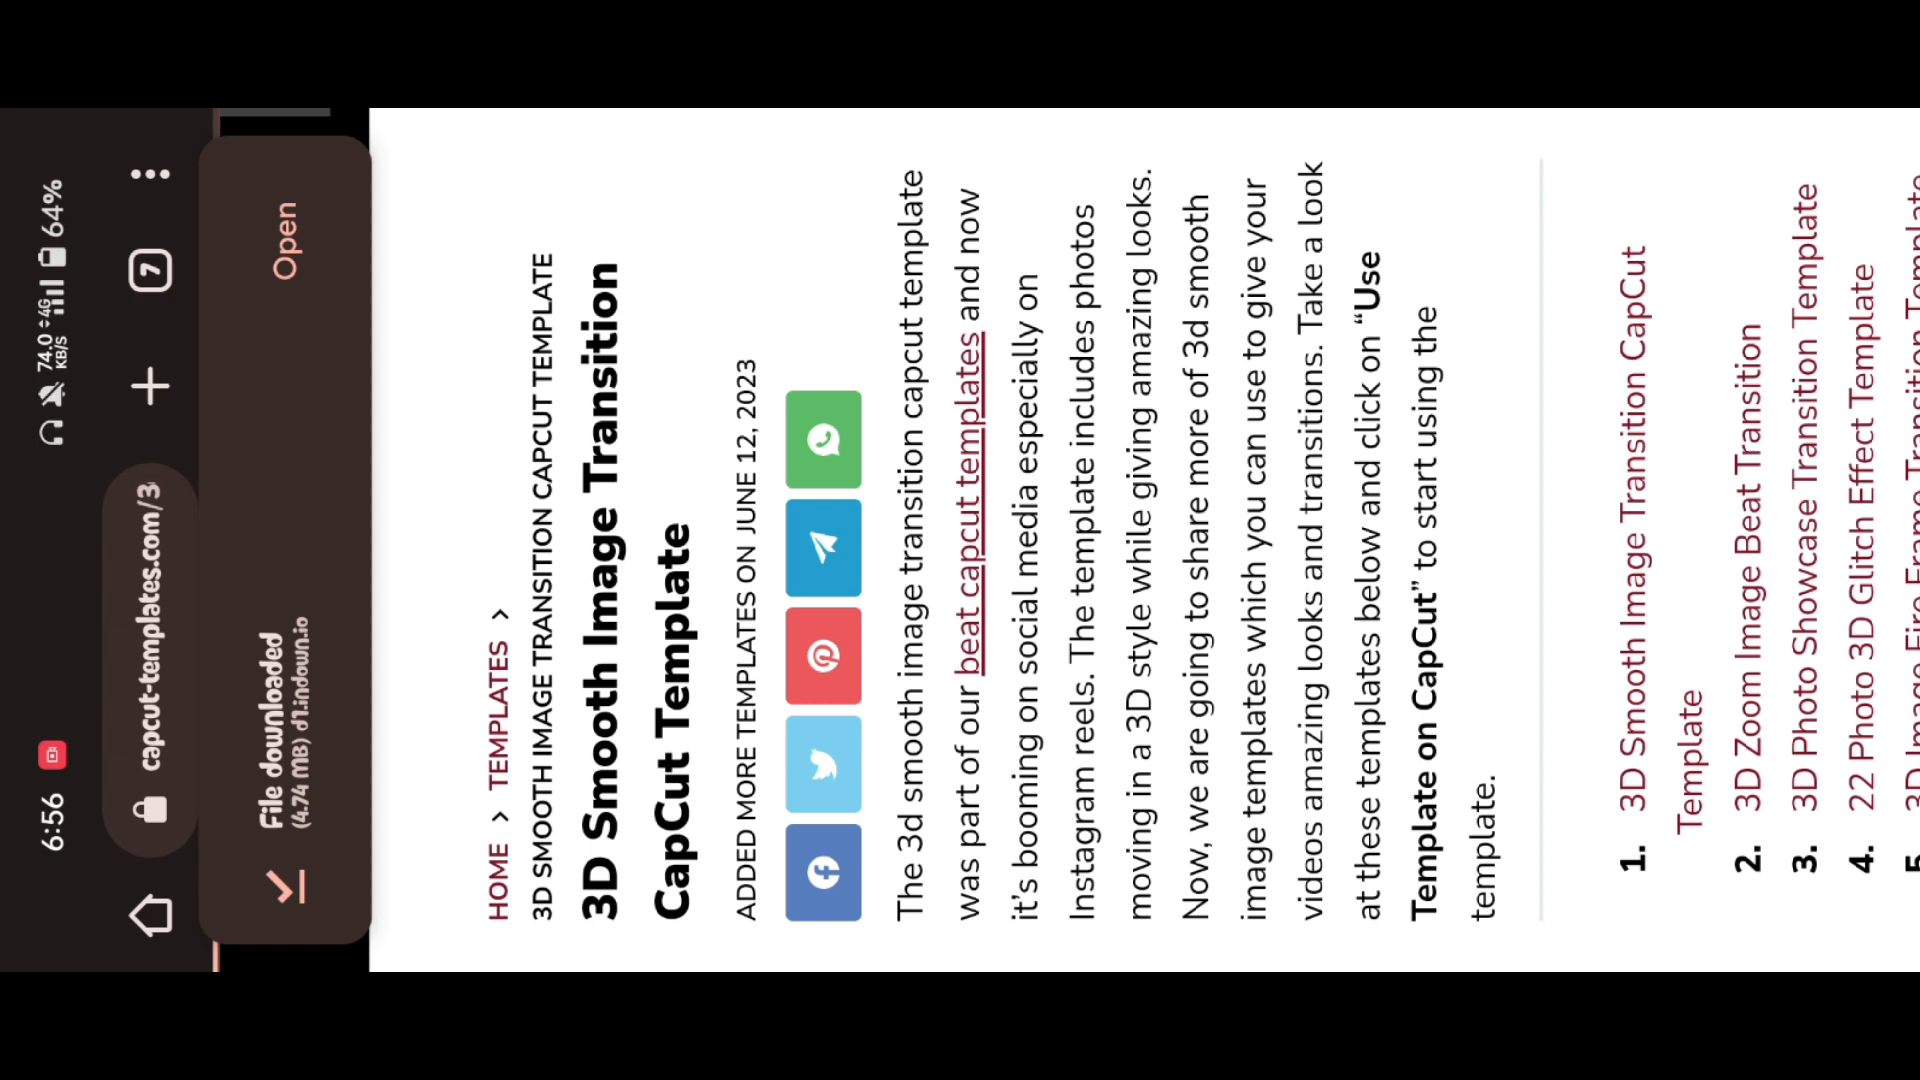 6:56
74.0 4G 64%
KB/S
capcut-templates.com/3
7
File downloaded
(4.74 MB) d1.indown.io
Open
HOME > TEMPLATES >
3D SMOOTH IMAGE TRANSITION CAPCUT TEMPLATE
3D Smooth Image Transition
CapCut Template
ADDED MORE TEMPLATES ON JUNE 12, 2023
The 3d smooth image transition capcut template
was part of our beat capcut templates and now
it’s booming on social media especially on
Instagram reels. The template includes photos
moving in a 3D style while giving amazing looks.
Now, we are going to share more of 3d smooth
image templates which you can use to give your
videos amazing looks and transitions. Take a look
at these templates below and click on “Use
Template on CapCut” to start using the
template.
1. 3D Smooth Image Transition CapCut
Template
2. 3D Zoom Image Beat Transition
3. 3D Photo Showcase Transition Template
4. 22 Photo 3D Glitch Effect Template
5. 3D Image Fire Frame Transition Template